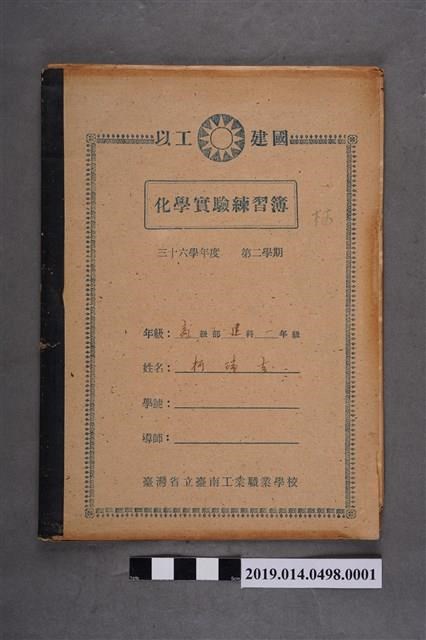 以工建國
化學實驗練習簿
柯
三十六學年度 第二學期
年級：高級部建科一年級
姓名：柯
學號：
導師：
臺灣省立臺南工業職業學校
2019.014.0498.0001